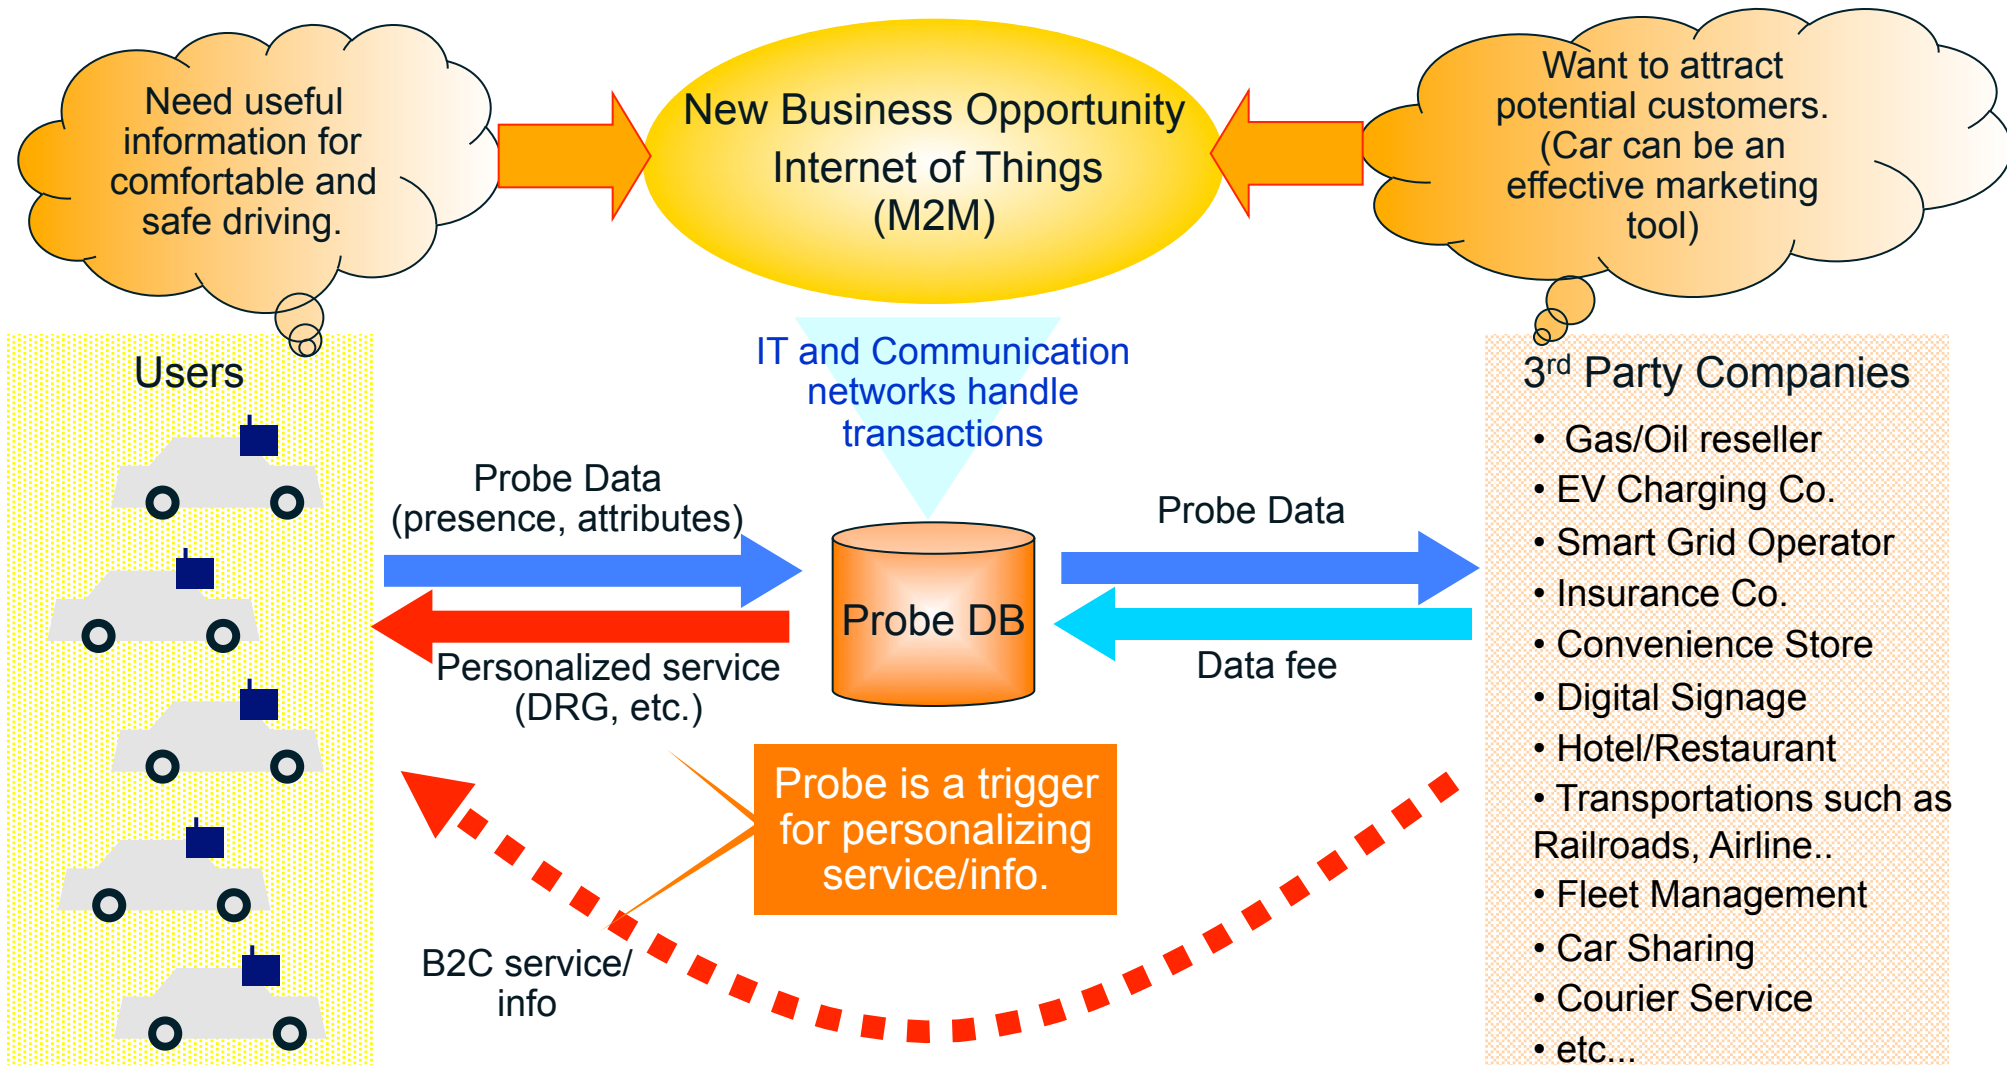 Need useful
information for
comfortable and
safe driving.
New Business Opportunity
Internet of Things
(M2M)
Want to attract
potential customers.
(Car can be an
effective marketing
tool)
Users
IT and Communication
networks handle
transactions
3rd Party Companies
• Gas/Oil reseller
• EV Charging Co.
• Smart Grid Operator
• Insurance Co.
• Convenience Store
• Digital Signage
• Hotel/Restaurant
• Transportations such as
Railroads, Airline..
• Fleet Management
• Car Sharing
• Courier Service
• etc...
Probe Data
(presence, attributes)
Probe DB
Probe Data
Personalized service
(DRG, etc.)
Data fee
Probe is a trigger
for personalizing
service/info.
B2C service/
info